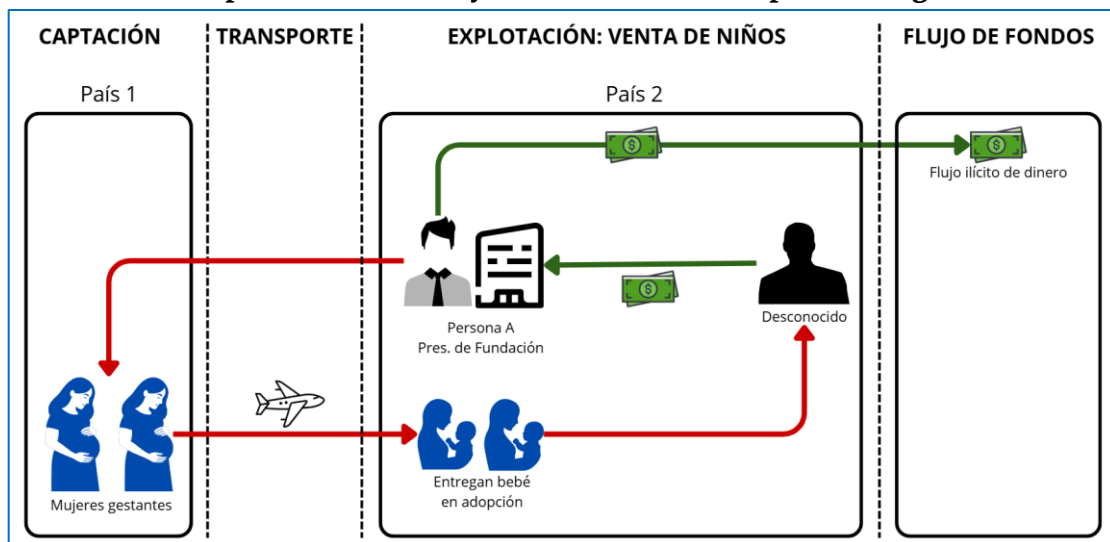 CAPTACIÓN
TRANSPORTE
EXPLOTACIÓN: VENTA DE NIÑOS
FLUJO DE FONDOS
País 1
País 2
Flujo ilícito de dinero
Persona A
Pres. de Fundación
Desconocido
Mujeres gestantes
Entregan bebé
en adopción